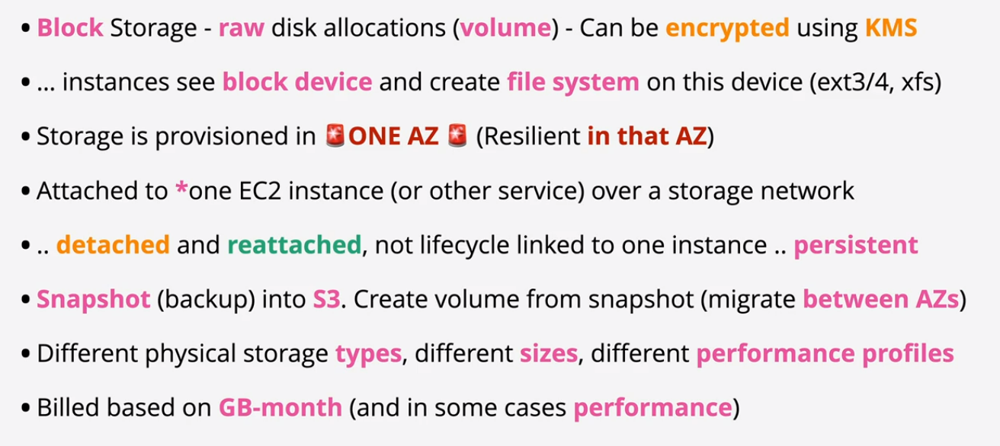 • Block Storage - raw disk allocations (volume) - Can be encrypted using KMS
• ... instances see block device and create file system on this device (ext3/4, xfs)
• Storage is provisioned in 🚨ONE AZ 🚨 (Resilient in that AZ)
• Attached to *one EC2 instance (or other service) over a storage network
• .. detached and reattached, not lifecycle linked to one instance .. persistent
• Snapshot (backup) into S3. Create volume from snapshot (migrate between AZs)
• Different physical storage types, different sizes, different performance profiles
• Billed based on GB-month (and in some cases performance)